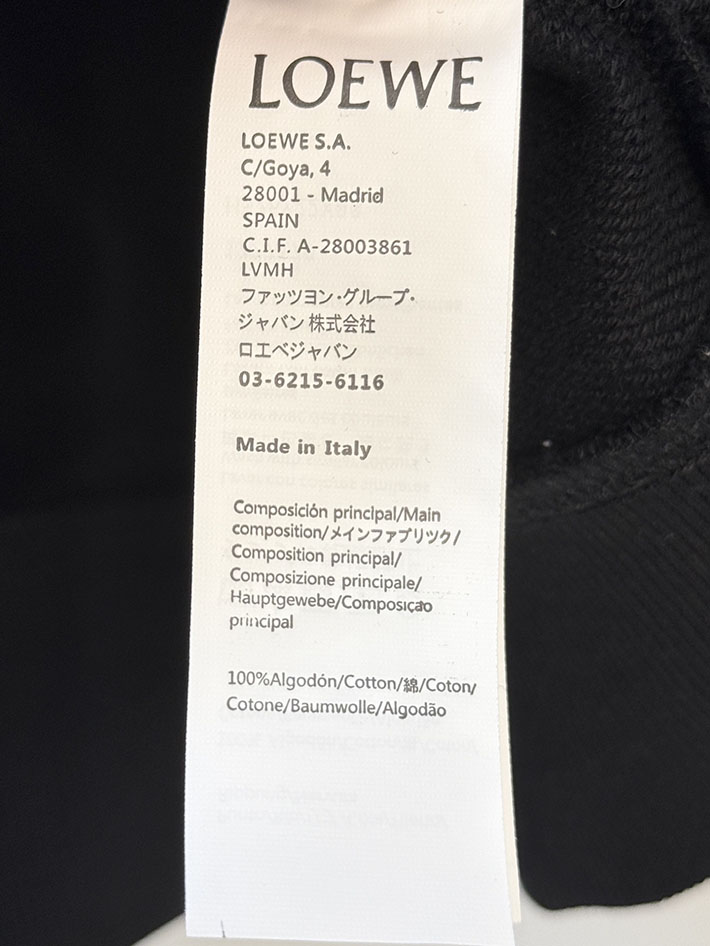 LOEWE
LOEWE S.A.
C/Goya, 4
28001 - Madrid
SPAIN
C.I.F. A-28003861
LVMH
ファッツヨン･グループ･
ジャバン 株式会社
ロエベジャバン
03-6215-6116
Made in Italy
Composición principal/Main
composition/メインファブリツク/
Composition principal/
Composizione principale/
Hauptgewebe/Composiçao
principal
100%Algodón/Cotton/綿/Coton/
Cotone/Baumwolle/Algodão